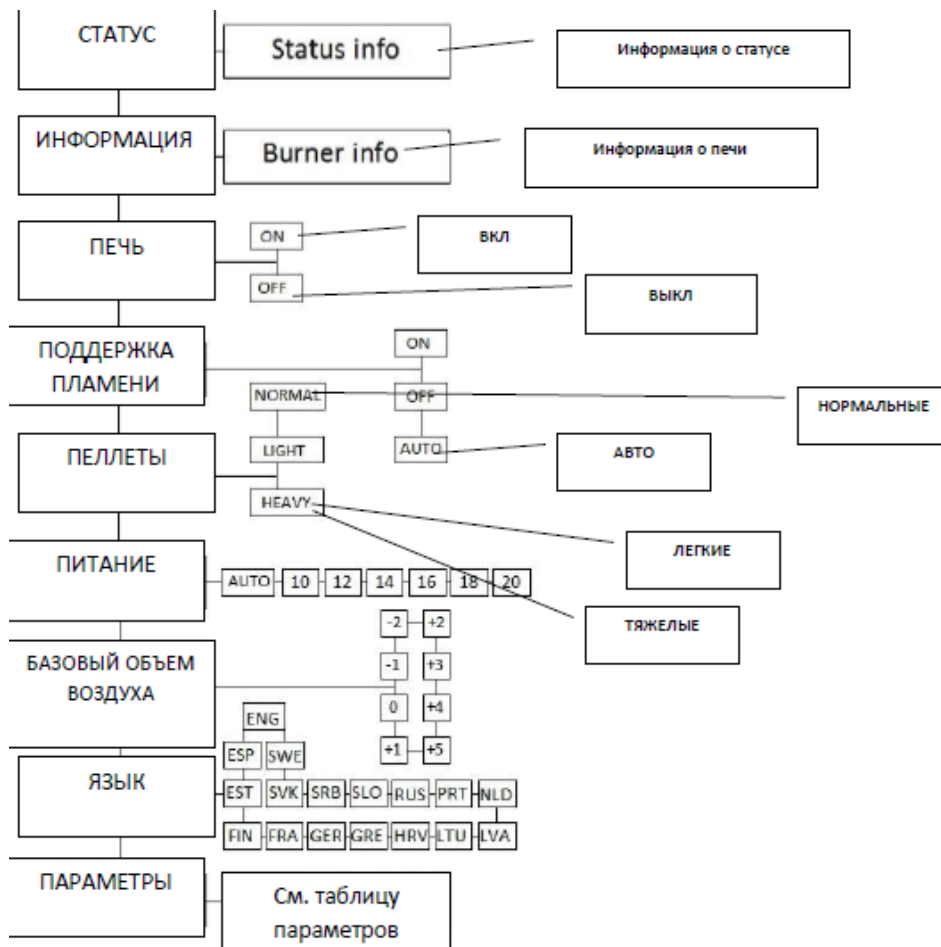 СТАТУС
Status info
Информация о статусе
ИНФОРМАЦИЯ
Burner info
Информация о печи
ПЕЧЬ
ON
ВКЛ
OFF
ВЫКЛ
ПОДДЕРЖКА
ПЛАМЕНИ
ON
OFF
AUTO
АВТО
ПЕЛЛЕТЫ
NORMAL
НОРМАЛЬНЫЕ
LIGHT
HEAVY
ЛЕГКИЕ
ТЯЖЕЛЫЕ
ПИТАНИЕ
AUTO 10 12 14 16 18 20
БАЗОВЫЙ ОБЪЕМ
ВОЗДУХА
-2 +2
-1 +3
0 +4
+1 +5
ЯЗЫК
ENG
ESP SWE
EST SVK SRB SLO RUS PRT NLD
FIN FRA GER GRE HRV LTU LVA
ПАРАМЕТРЫ
См. таблицу
параметров